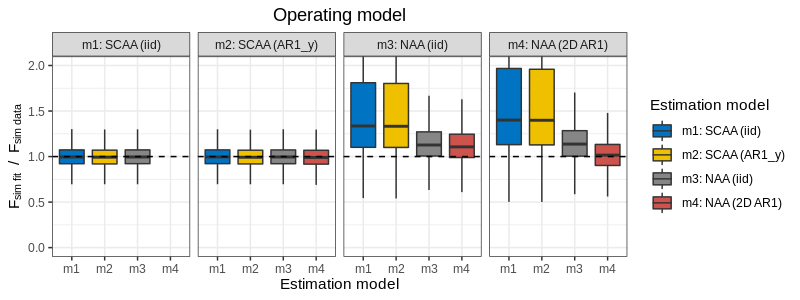 Operating model
m1: SCAA (iid)
m2: SCAA (AR1_y)
m3: NAA (iid)
m4: NAA (2D AR1)
F sim fit / F sim data
2.0
1.5
1.0
0.5
0.0
m1 m2 m3 m4
m1 m2 m3 m4
m1 m2 m3 m4
m1 m2 m3 m4
Estimation model
Estimation model
m1: SCAA (iid)
m2: SCAA (AR1_y)
m3: NAA (iid)
m4: NAA (2D AR1)